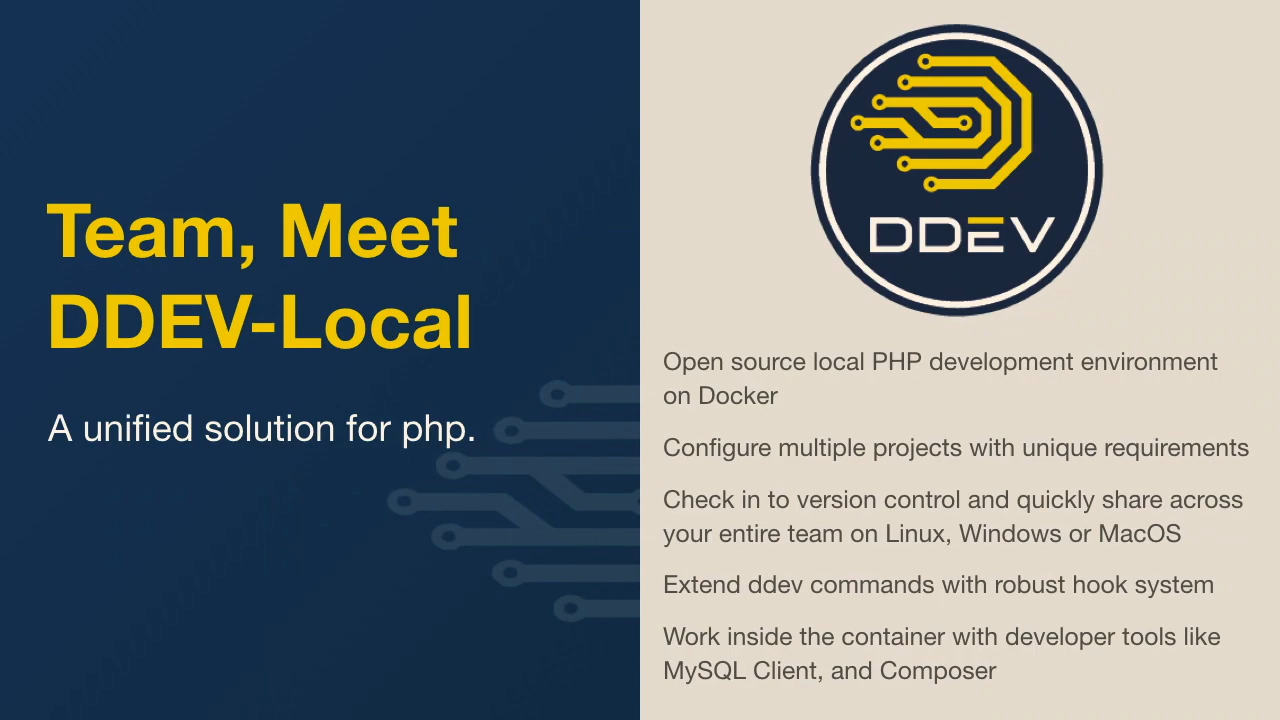 Team, Meet
DDEV-Local
A unified solution for php.
DDEV
Open source local PHP development environment
on Docker
Configure multiple projects with unique requirements
Check in to version control and quickly share across
your entire team on Linux, Windows or MacOS
Extend ddev commands with robust hook system
Work inside the container with developer tools like
MySQL Client, and Composer